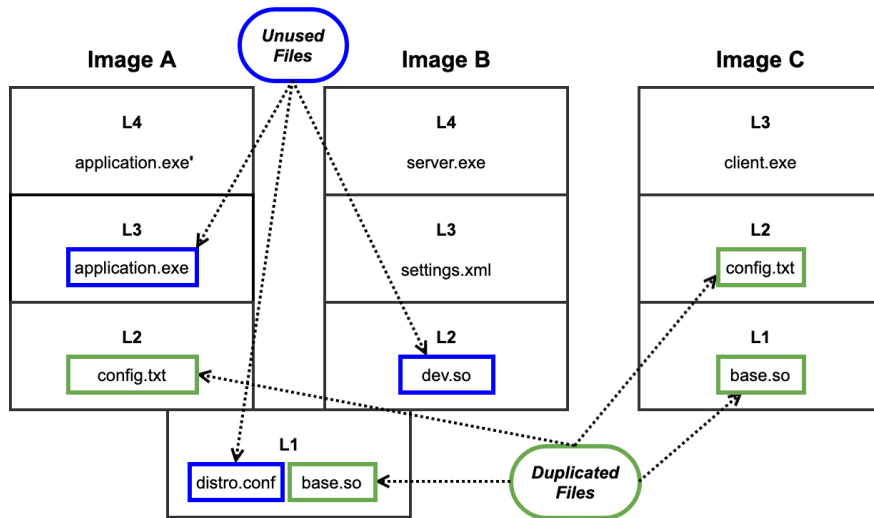 Unused
Files
Image A
Image B
Image C
L4
application.exe'
L3
application.exe
L2
config.txt
L4
server.exe
L3
settings.xml
L2
dev.so
L3
client.exe
L2
config.txt
L1
base.so
L1
distro.conf
base.so
Duplicated
Files